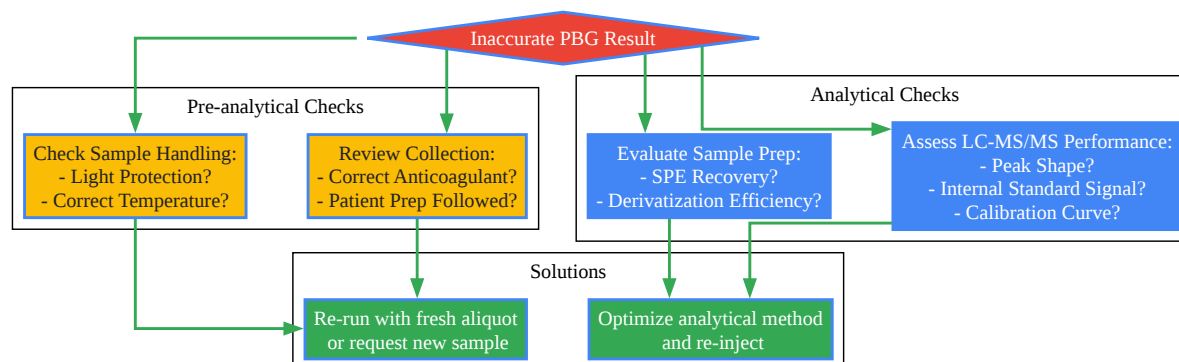 Inaccurate PBG Result
Pre-analytical Checks
Check Sample Handling:
- Light Protection?
- Correct Temperature?
Review Collection:
- Correct Anticoagulant?
- Patient Prep Followed?
Analytical Checks
Evaluate Sample Prep:
- SPE Recovery?
- Derivatization Efficiency?
Assess LC-MS/MS Performance:
- Peak Shape?
- Internal Standard Signal?
- Calibration Curve?
Solutions
Re-run with fresh aliquot
or request new sample
Optimize analytical method
and re-inject